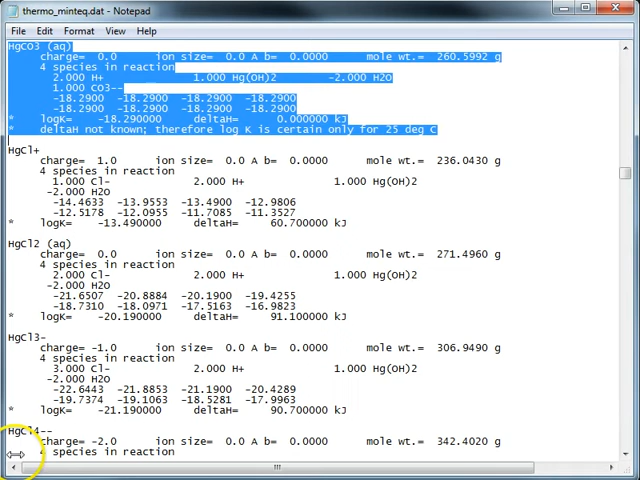 thermo_minteq.dat - Notepad
File Edit Format View Help
HgCO3 (aq)
charge= 0.0 ion size= 0.0 A b= 0.0000 mole wt.= 260.5992 g
4 species in reaction
2.000 H+ 1.000 Hg(OH)2 -2.000 H2O
1.000 CO3--
-18.2900 -18.2900 -18.2900 -18.2900
-18.2900 -18.2900 -18.2900 -18.2900
* logK= -18.290000 deltaH= 0.000000 kJ
* deltaH not known; therefore log K is certain only for 25 deg C
HgCl+
charge= 1.0 ion size= 0.0 A b= 0.0000 mole wt.= 236.0430 g
4 species in reaction
1.000 Cl- 2.000 H+ 1.000 Hg(OH)2
-2.000 H2O
-14.4633 -13.9553 -13.4900 -12.9806
-12.5178 -12.0955 -11.7085 -11.3527
* logK= -13.490000 deltaH= 60.700000 kJ
HgCl2 (aq)
charge= 0.0 ion size= 0.0 A b= 0.0000 mole wt.= 271.4960 g
4 species in reaction
2.000 Cl- 2.000 H+ 1.000 Hg(OH)2
-2.000 H2O
-21.6507 -20.8884 -20.1900 -19.4255
-18.7310 -18.0971 -17.5163 -16.9823
* logK= -20.190000 deltaH= 91.100000 kJ
HgCl3-
charge= -1.0 ion size= 0.0 A b= 0.0000 mole wt.= 306.9490 g
4 species in reaction
3.000 Cl- 2.000 H+ 1.000 Hg(OH)2
-2.000 H2O
-22.6443 -21.8853 -21.1900 -20.4289
-19.7374 -19.1063 -18.5281 -17.9963
* logK= -21.190000 deltaH= 90.700000 kJ
HgCl4--
charge= -2.0 ion size= 0.0 A b= 0.0000 mole wt.= 342.4020 g
4 species in reaction